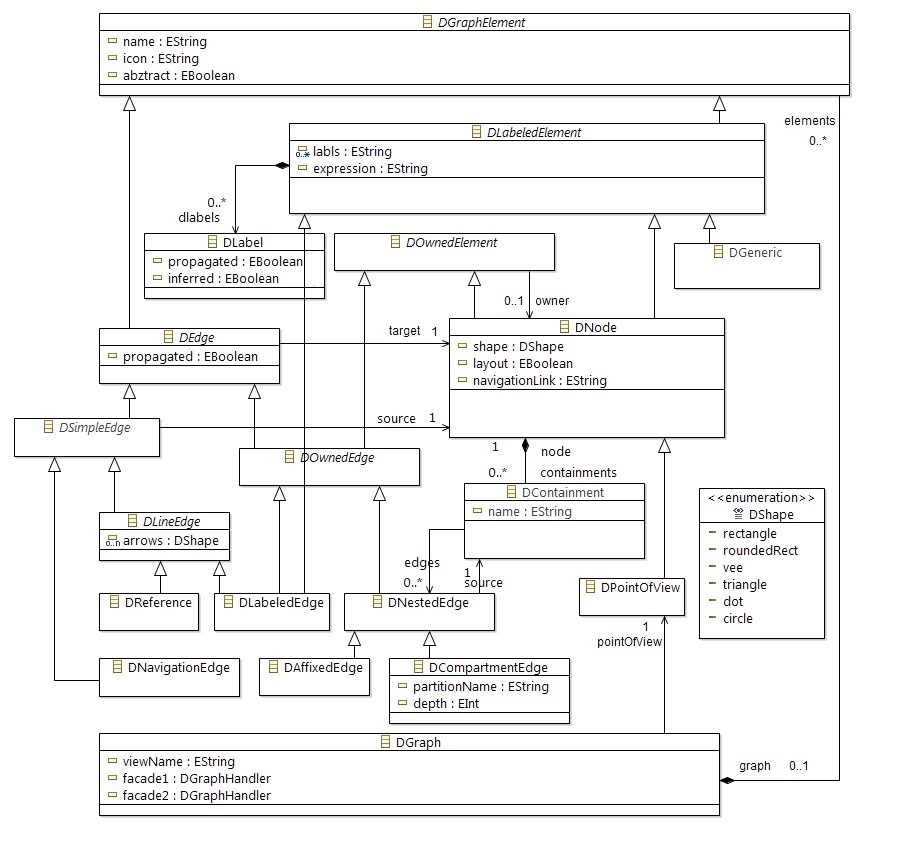 DGraphElement
name : EString
icon : EString
abztract : EBoolean
elements
0..*
DLabeledElement
0..* labls : EString
expression : EString
0..*
dlabels
DLabel
propagated : EBoolean
inferred : EBoolean
DOwnedElement
DGeneric
0..1 owner
DEdge
propagated : EBoolean
target 1
DNode
shape : DShape
layout : EBoolean
navigationLink : EString
DSimpleEdge
source 1
DOwnedEdge
1 node
0..* containments
DContainment
name : EString
<<enumeration>>
DShape
rectangle
roundedRect
vee
triangle
dot
circle
DLineEdge
0..n arrows : DShape
edges
0..*
1
source
DReference
DLabeledEdge
DNestedEdge
DPointOfView
1
pointOfView
DNavigationEdge
DAffixedEdge
DCompartmentEdge
partitionName : EString
depth : EInt
DGraph
viewName : EString
facade1 : DGraphHandler
facade2 : DGraphHandler
graph 0..1